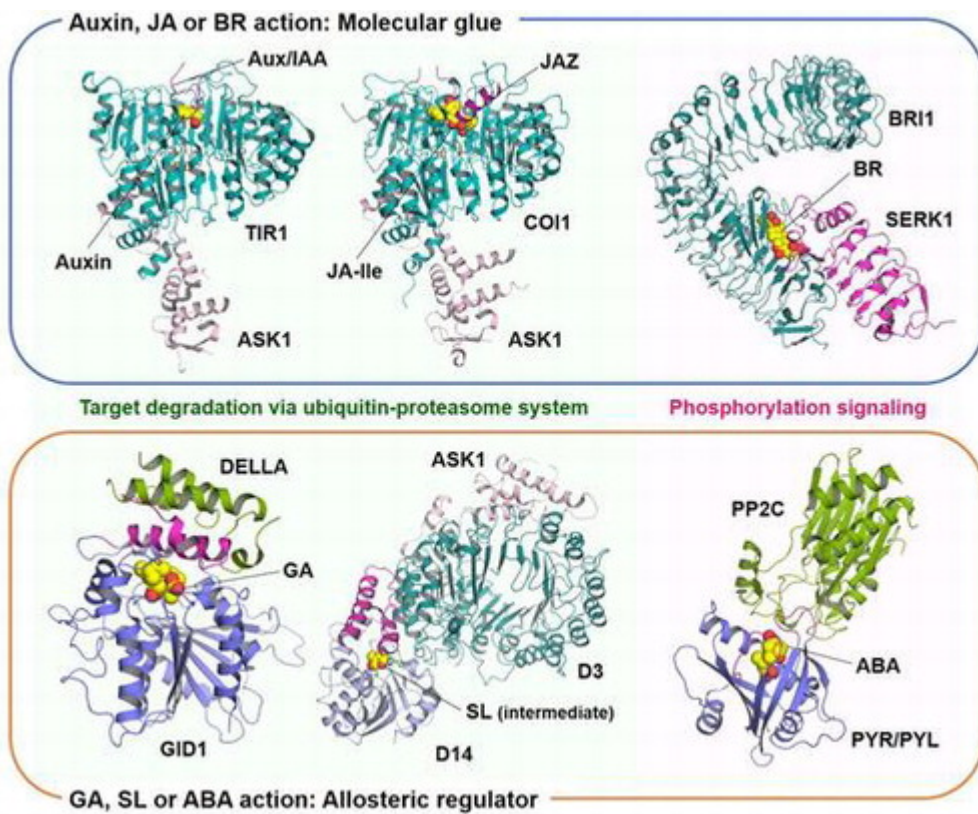 Auxin, JA or BR action: Molecular glue
Aux/IAA
TIR1
Auxin
ASK1
JAZ
COI1
JA-Ile
ASK1
BRI1
BR
SERK1
Target degradation via ubiquitin-proteasome system
Phosphorylation signaling
DELLA
GA
GID1
ASK1
D3
SL (intermediate)
D14
PP2C
ABA
PYR/PYL
GA, SL or ABA action: Allosteric regulator